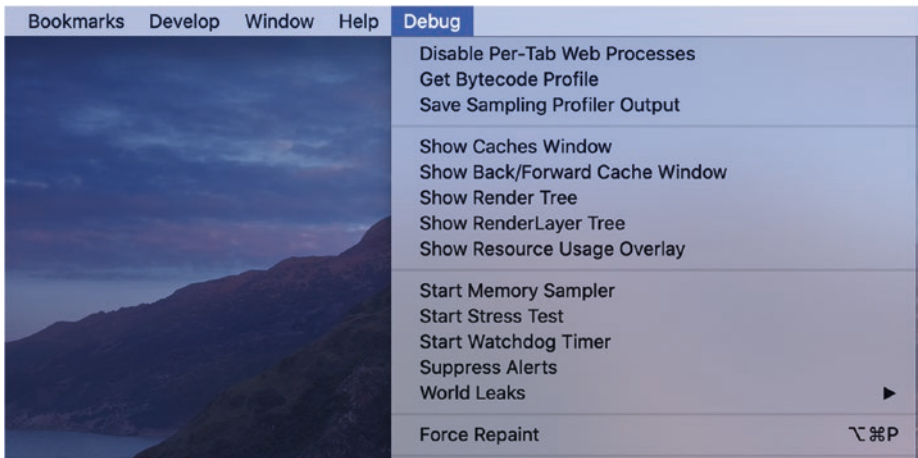 Bookmarks Develop Window Help Debug
Disable Per-Tab Web Processes
Get Bytecode Profile
Save Sampling Profiler Output
Show Caches Window
Show Back/Forward Cache Window
Show Render Tree
Show RenderLayer Tree
Show Resource Usage Overlay
Start Memory Sampler
Start Stress Test
Start Watchdog Timer
Suppress Alerts
World Leaks ▶
Force Repaint ⌥⌘P